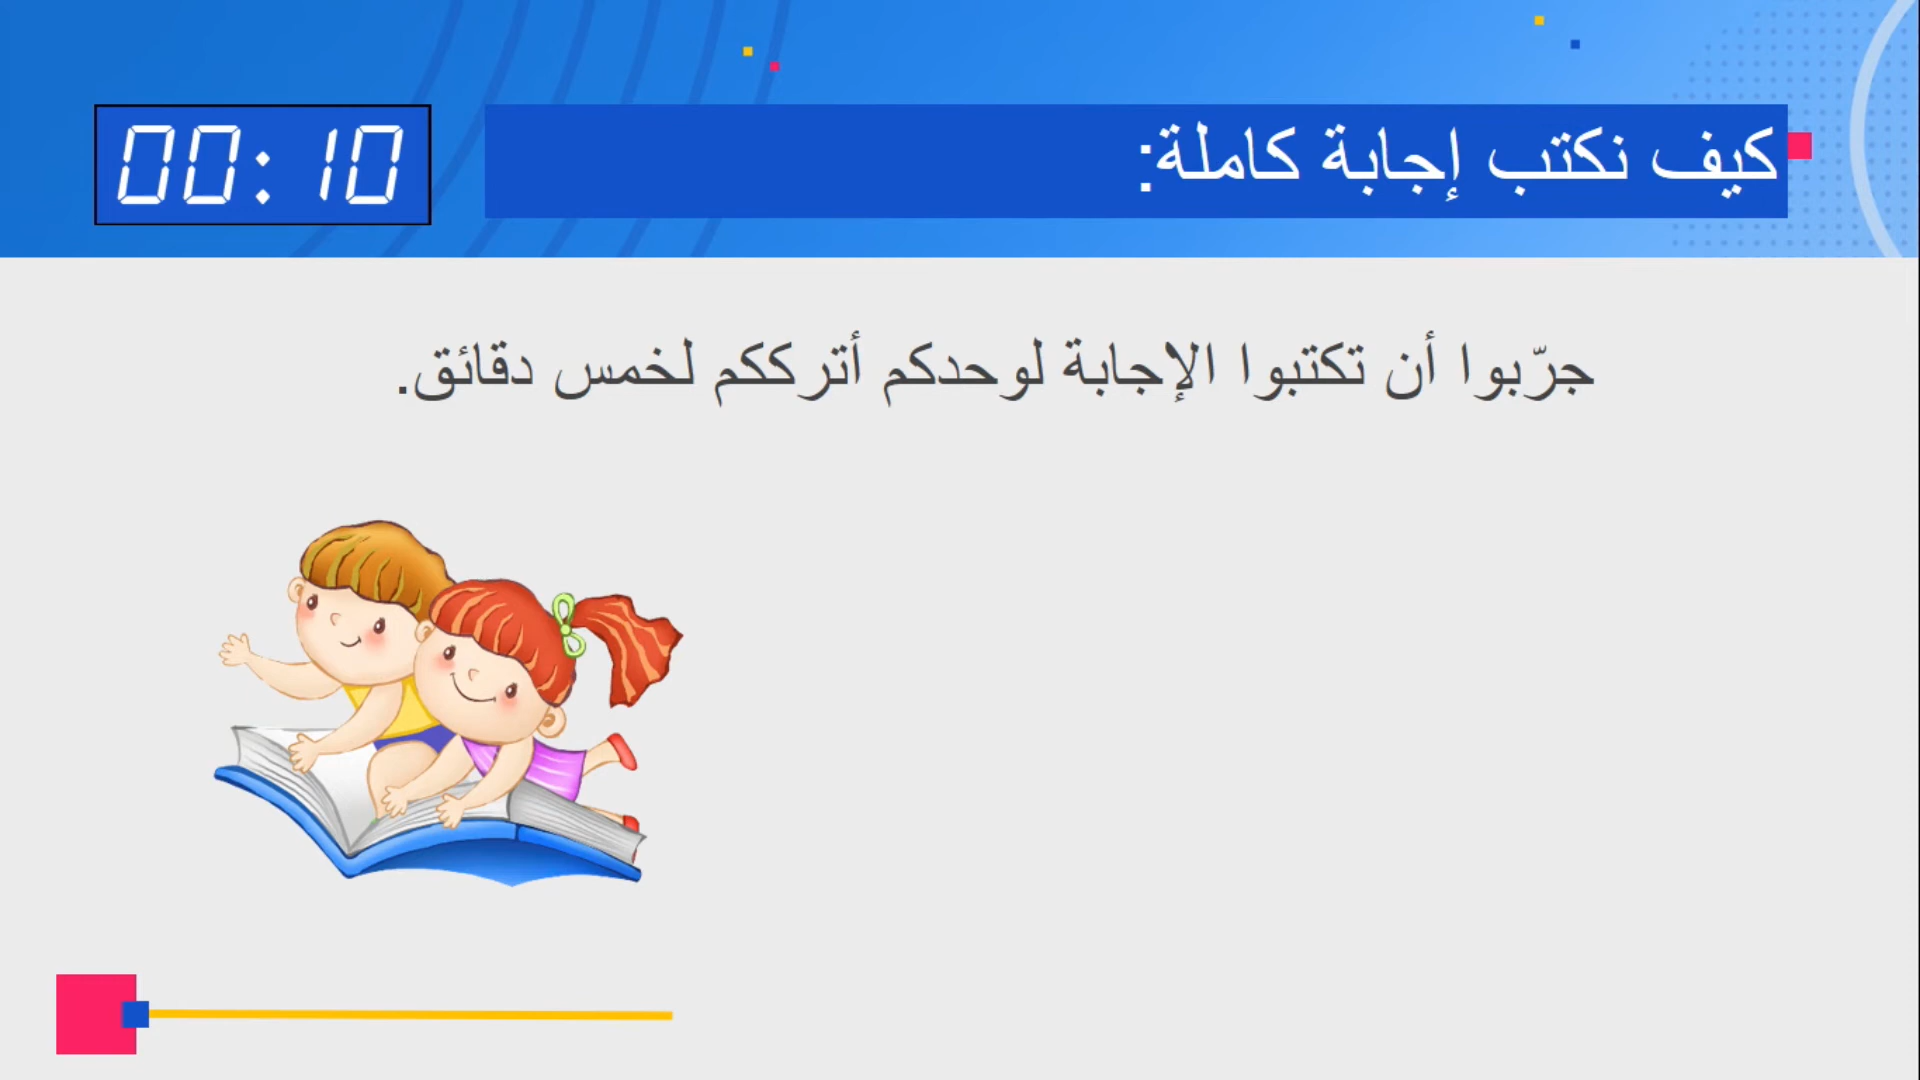 كيف نكتب إجابة كاملة:
00:10
جرّبوا أن تكتبوا الإجابة لوحدكم أترككم لخمس دقائق.